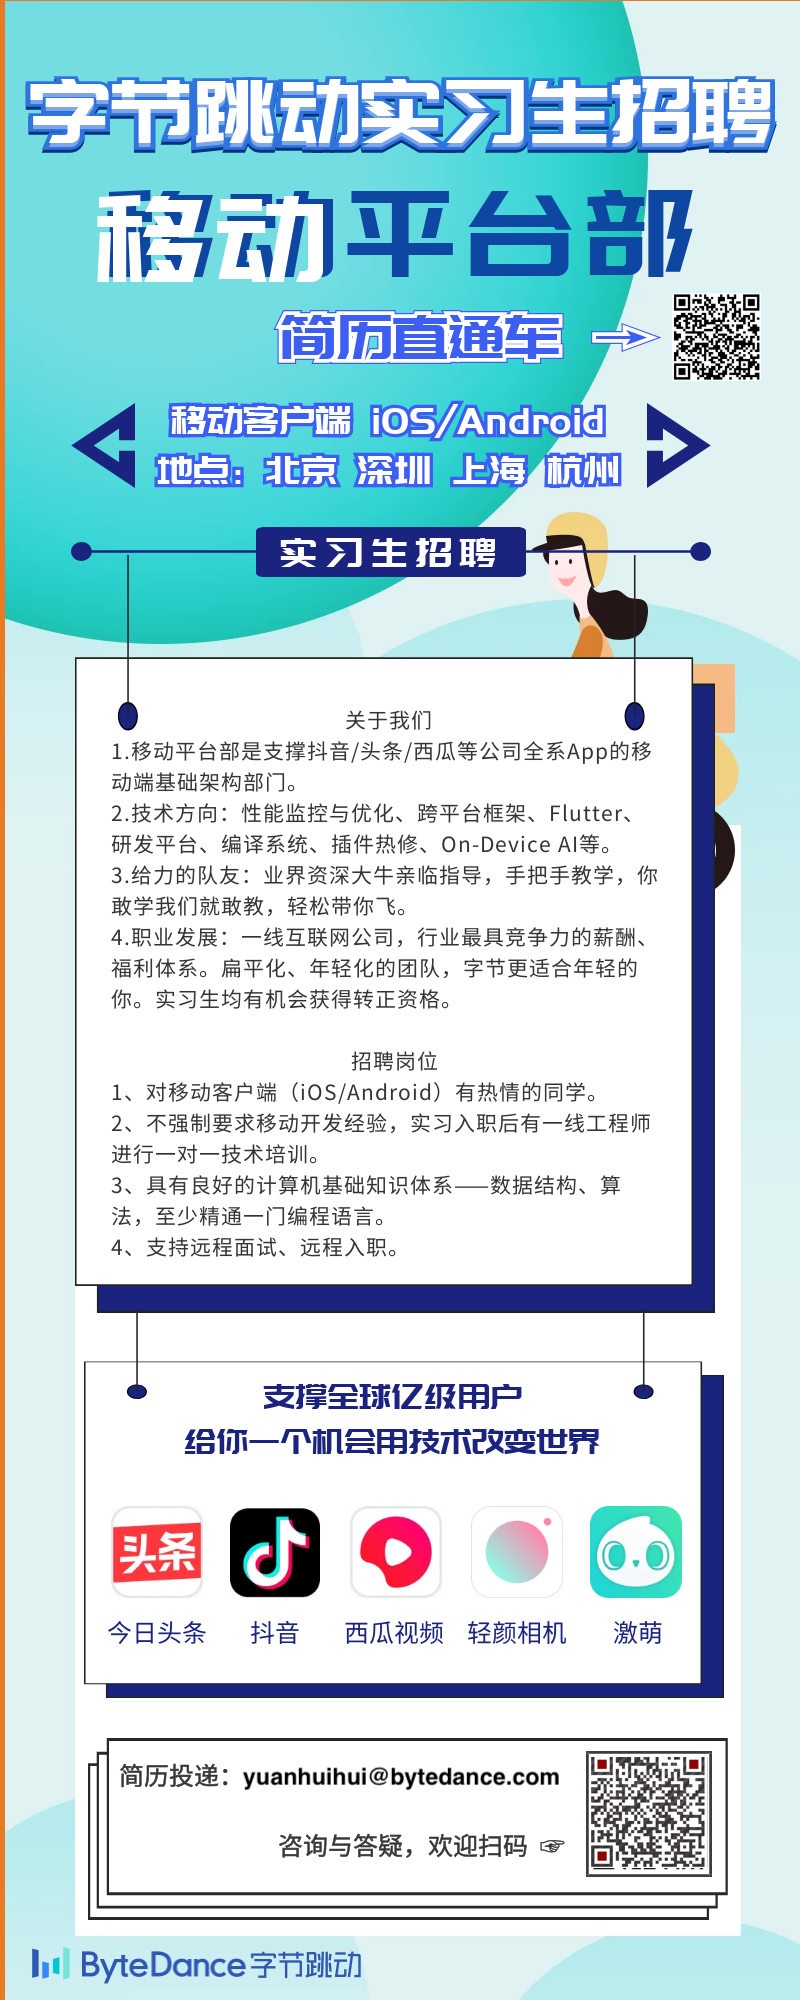 字节跳动实习生招聘
移动平台部
简历直通车
移动客户端 iOS/Android
地点：北京 深圳 上海 杭州
实习生招聘
关于我们
1.移动平台部是支撑抖音/头条/西瓜等公司全系App的移
动端基础架构部门。
2.技术方向：性能监控与优化、跨平台框架、Flutter、
研发平台、编译系统、插件热修、On-Device AI等。
3.给力的队友：业界资深大牛亲临指导，手把手教学，你
敢学我们就敢教，轻松带你飞。
4.职业发展：一线互联网公司，行业最具竞争力的薪酬、
福利体系。扁平化、年轻化的团队，字节更适合年轻的
你。实习生均有机会获得转正资格。
招聘岗位
1、对移动客户端（iOS/Android）有热情的同学。
2、不强制要求移动开发经验，实习入职后有一线工程师
进行一对一技术培训。
3、具有良好的计算机基础知识体系——数据结构、算
法，至少精通一门编程语言。
4、支持远程面试、远程入职。
支撑全球亿级用户
给你一个机会用技术改变世界
头条
今日头条 抖音 西瓜视频 轻颜相机 激萌
简历投递：yuanhuihui@bytedance.com
咨询与答疑，欢迎扫码 ☞
ByteDance字节跳动